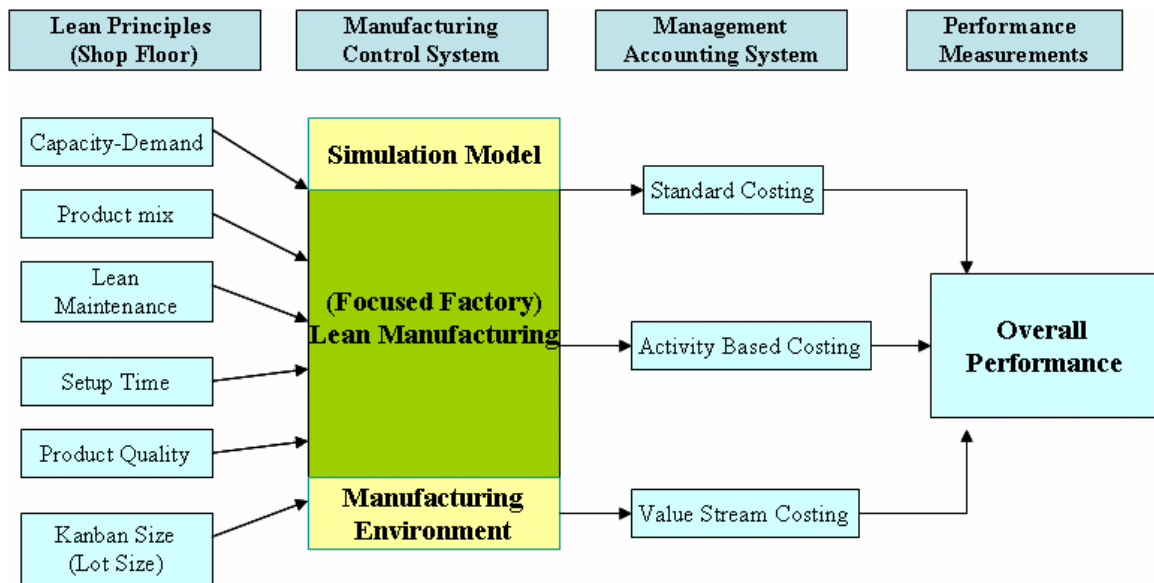 Lean Principles
(Shop Floor)
Manufacturing
Control System
Management
Accounting System
Performance
Measurements
Capacity-Demand
Product mix
Lean
Maintenance
Setup Time
Product Quality
Kanban Size
(Lot Size)
Simulation Model
(Focused Factory)
Lean Manufacturing
Manufacturing
Environment
Standard Costing
Activity Based Costing
Value Stream Costing
Overall
Performance